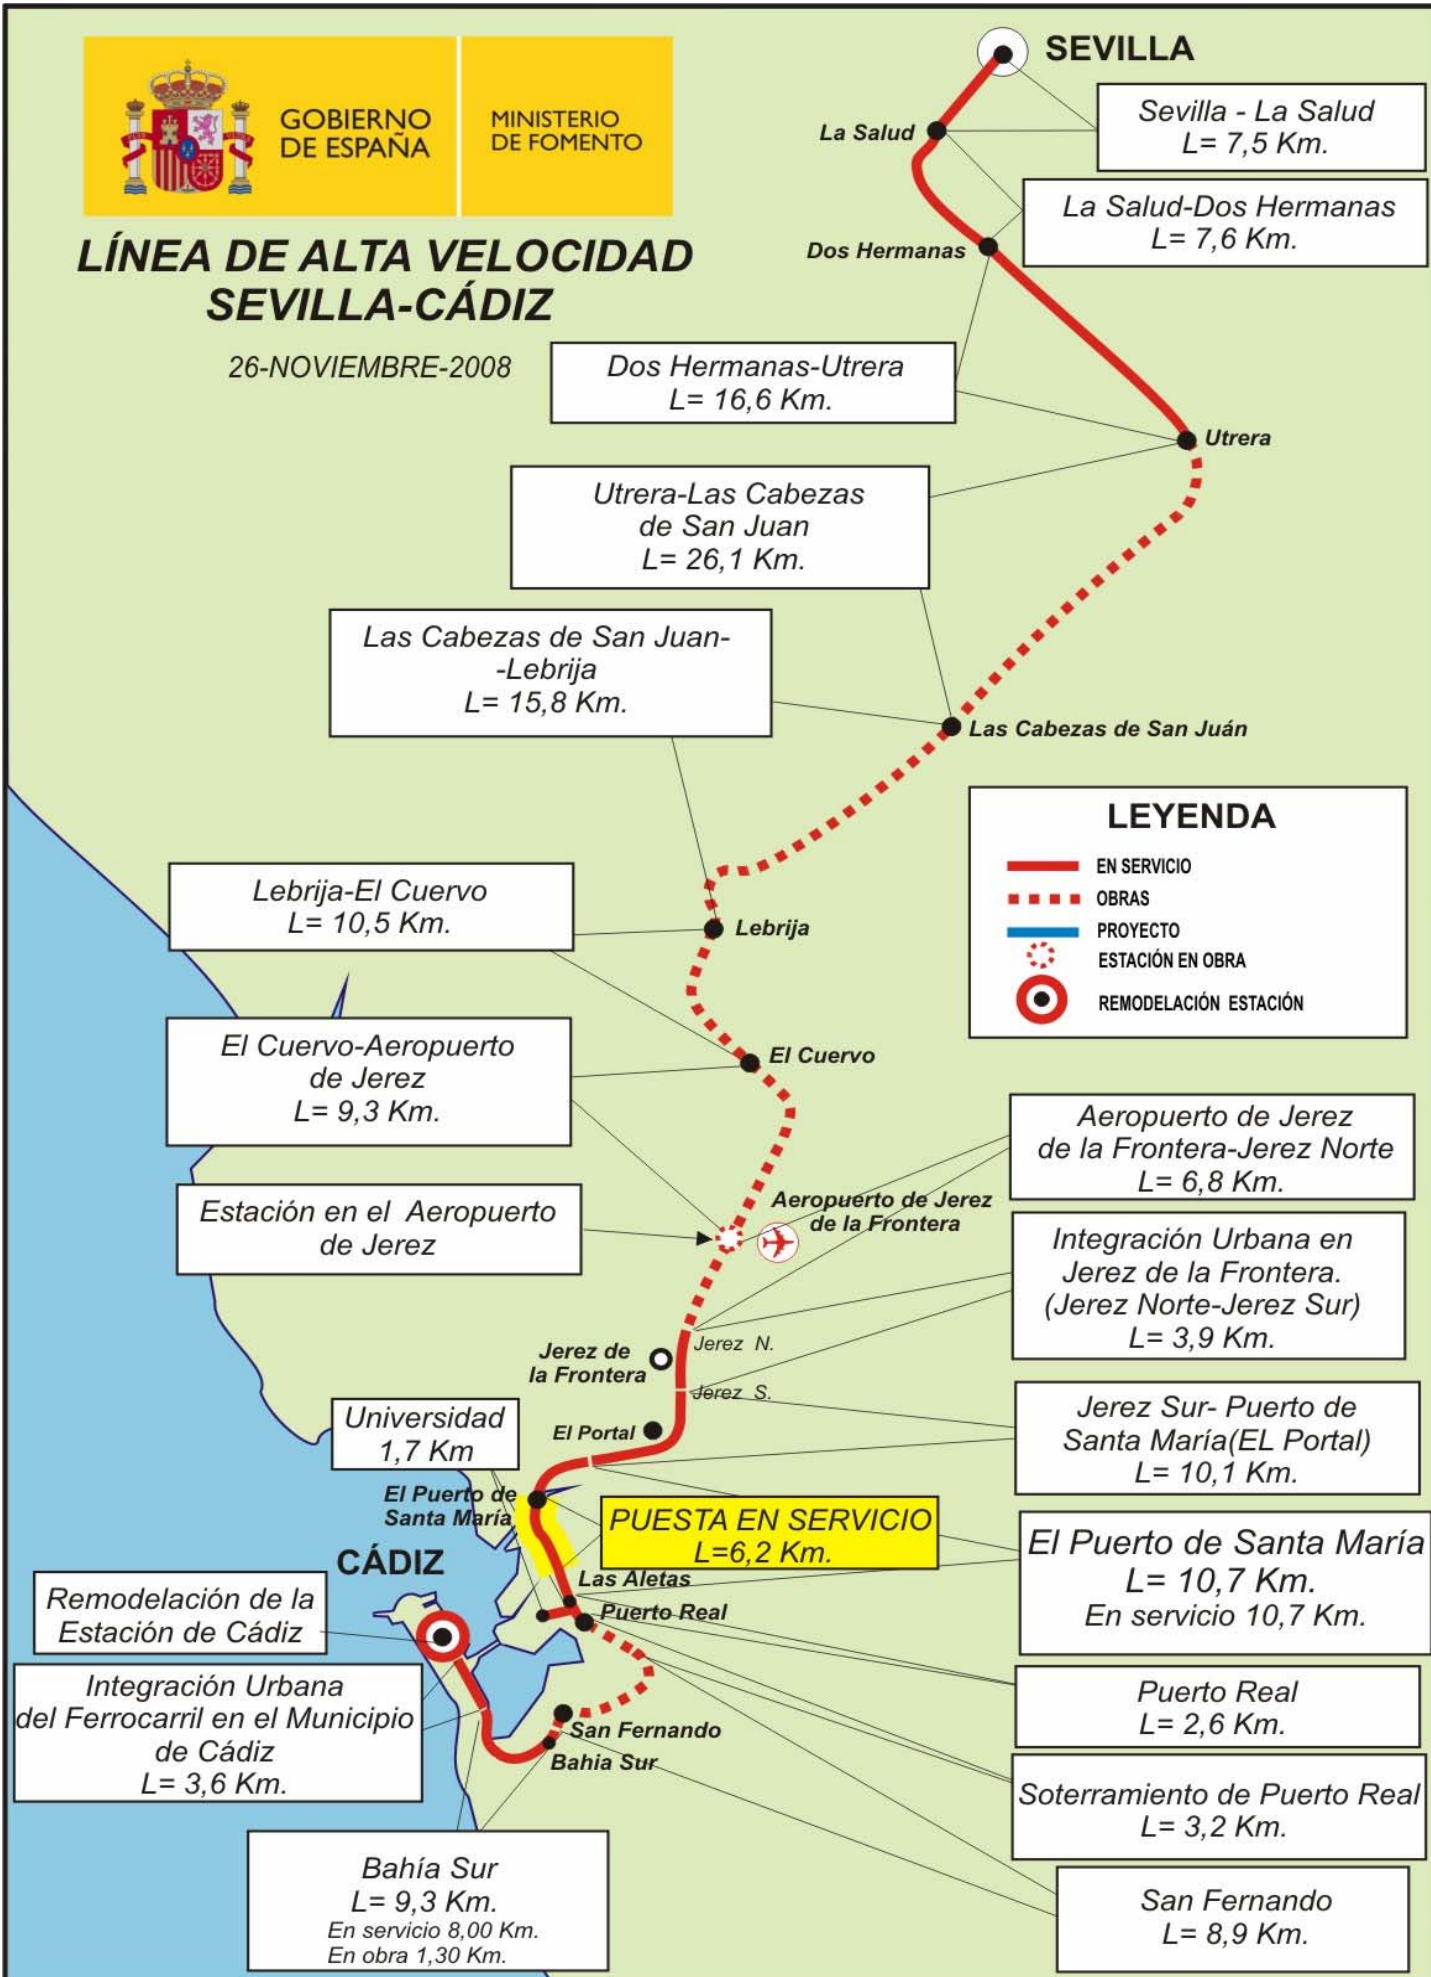 GOBIERNO
DE ESPAÑA
MINISTERIO
DE FOMENTO
LÍNEA DE ALTA VELOCIDAD
SEVILLA-CÁDIZ
26-NOVIEMBRE-2008
SEVILLA
Sevilla - La Salud
L= 7,5 Km.
La Salud
La Salud-Dos Hermanas
L= 7,6 Km.
Dos Hermanas
Dos Hermanas-Utrera
L= 16,6 Km.
Utrera
Utrera-Las Cabezas
de San Juan
L= 26,1 Km.
Las Cabezas de San Juan-
-Lebrija
L= 15,8 Km.
Las Cabezas de San Juán
LEYENDA
EN SERVICIO
OBRAS
PROYECTO
ESTACIÓN EN OBRA
REMODELACIÓN ESTACIÓN
Lebrija-El Cuervo
L= 10,5 Km.
Lebrija
El Cuervo-Aeropuerto
de Jerez
L= 9,3 Km.
El Cuervo
Aeropuerto de Jerez
de la Frontera-Jerez Norte
L= 6,8 Km.
Estación en el Aeropuerto
de Jerez
Aeropuerto de Jerez
de la Frontera
Integración Urbana en
Jerez de la Frontera.
(Jerez Norte-Jerez Sur)
L= 3,9 Km.
Jerez N.
Jerez de
la Frontera
Jerez S.
Jerez Sur- Puerto de
Santa María(EL Portal)
L= 10,1 Km.
Universidad
1,7 Km
El Portal
El Puerto de
Santa María
PUESTA EN SERVICIO
L=6,2 Km.
El Puerto de Santa María
L= 10,7 Km.
En servicio 10,7 Km.
CÁDIZ
Las Aletas
Puerto Real
Remodelación de la
Estación de Cádiz
Integración Urbana
del Ferrocarril en el Municipio
de Cádiz
L= 3,6 Km.
Puerto Real
L= 2,6 Km.
San Fernando
Bahia Sur
Soterramiento de Puerto Real
L= 3,2 Km.
Bahía Sur
L= 9,3 Km.
En servicio 8,00 Km.
En obra 1,30 Km.
San Fernando
L= 8,9 Km.